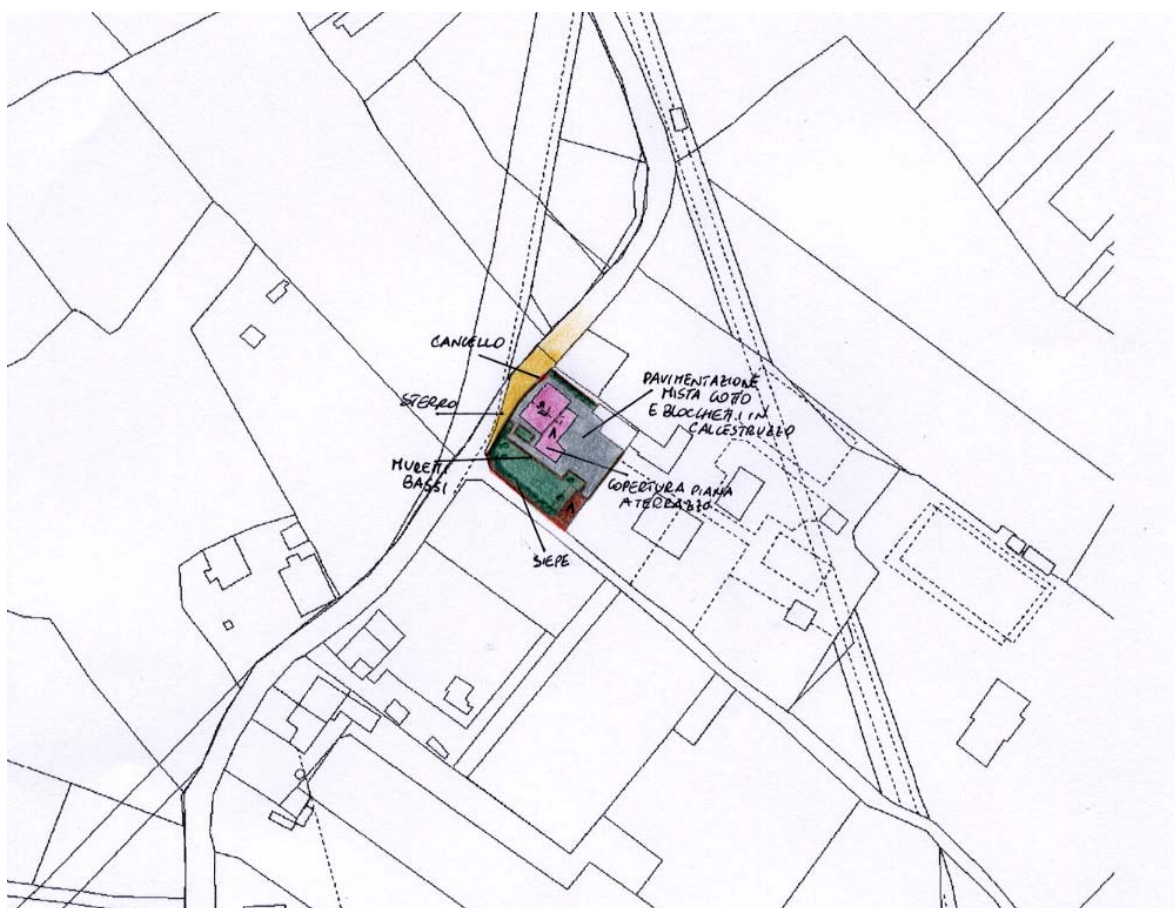 CANCELLO
STERRO
MURETTI
BASSI
SIEPE
PAVIMENTAZIONE
MISTA COTTO
E BLOCCHETTI IN
CALCESTRUZZO
COPERTURA PIANA
A TERRAZZO